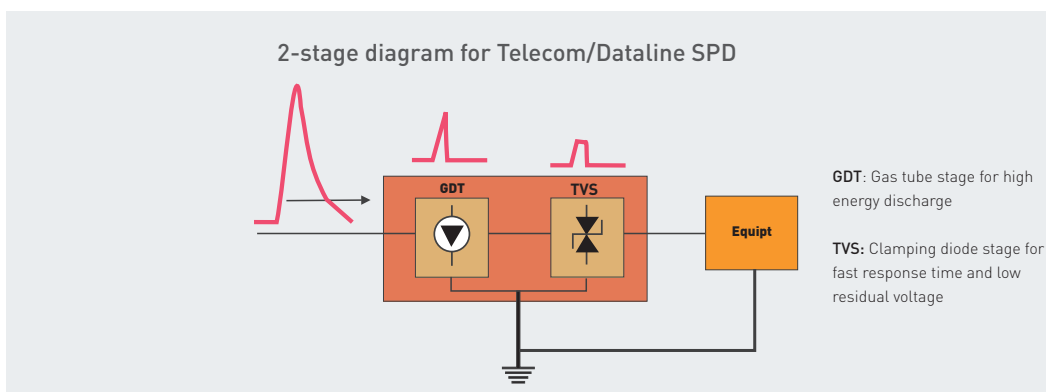 2-stage diagram for Telecom/Dataline SPD
GDT
TVS
Equipt
GDT: Gas tube stage for high
energy discharge
TVS: Clamping diode stage for
fast response time and low
residual voltage